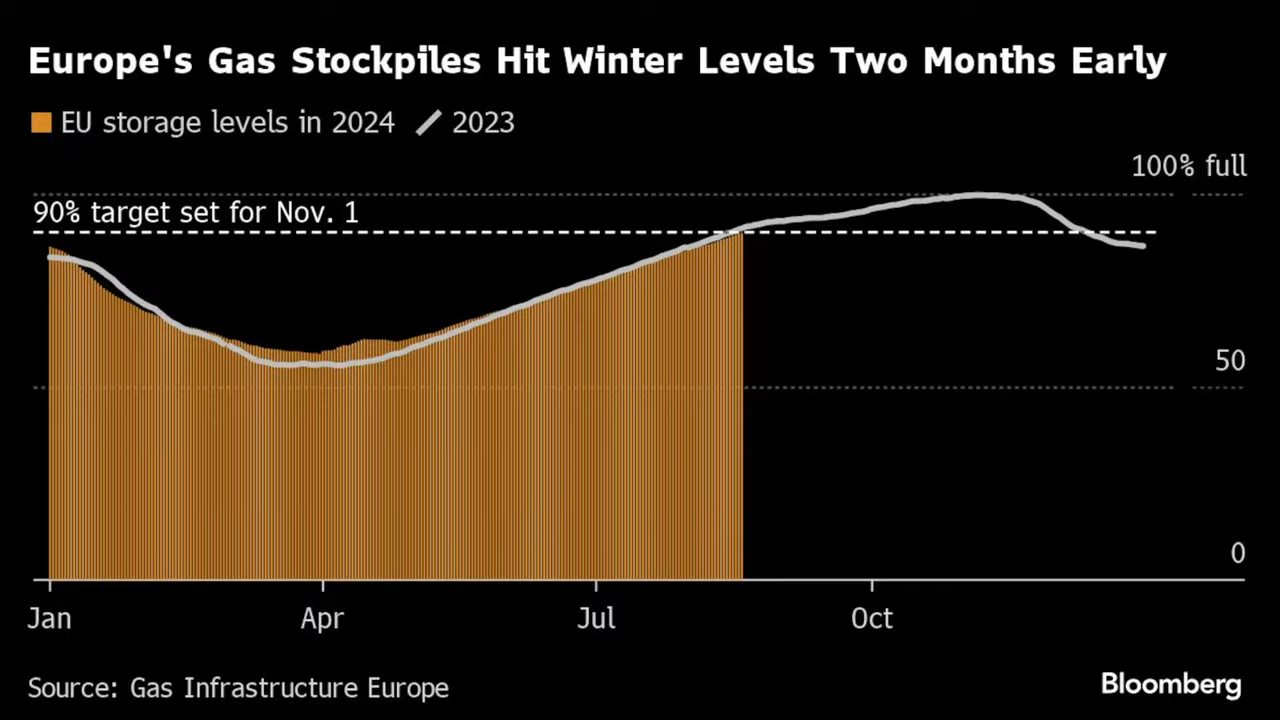 Europe's Gas Stockpiles Hit Winter Levels Two Months Early
EU storage levels in 2024 2023
100% full
90% target set for Nov. 1
50
0
Jan Apr Jul Oct
Source: Gas Infrastructure Europe
Bloomberg